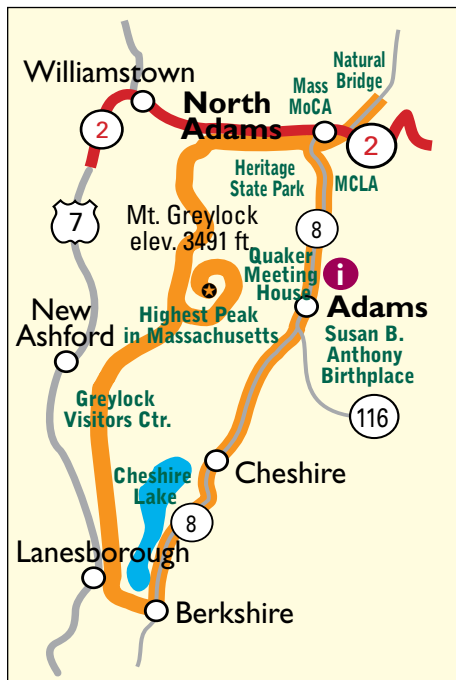 Natural
Bridge
Williamstown
Mass
MoCA
North
Adams
2
2
Heritage
State Park
MCLA
7
Mt. Greylock
elev. 3491 ft
8
Quaker
Meeting
House
i
Adams
Highest Peak
in Massachusetts
New
Ashford
Susan B.
Anthony
Birthplace
Greylock
Visitors Ctr.
116
Cheshire
Cheshire
Lake
8
Lanesborough
Berkshire